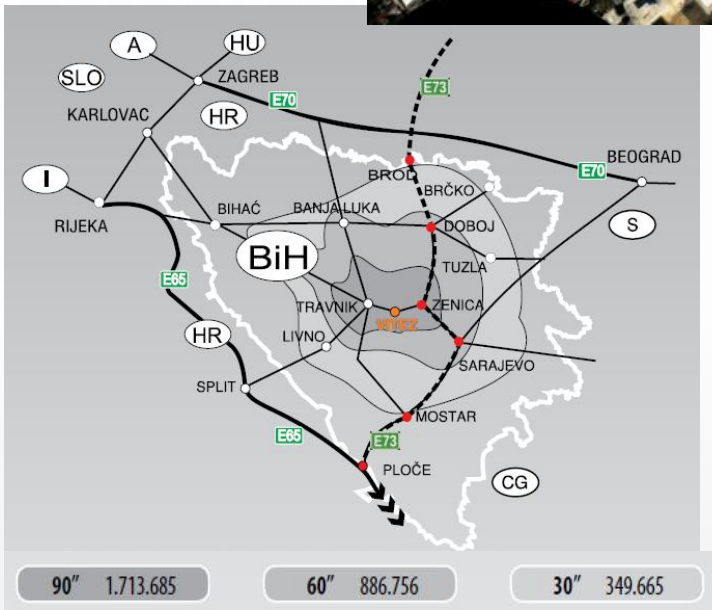 A
HU
SLO
ZAGREB
E73
KARLOVAC
HR
E70
BROD
BEOGRAD
E70
I
BRČKO
RIJEKA
BIHAĆ
BANJA LUKA
DOBOJ
S
BiH
TUZLA
E65
TRAVNIK
ZENICA
VITEZ
HR
LIVNO
SARAJEVO
SPLIT
MOSTAR
E65
E73
PLOČE
CG
90” 1.713.685
60” 886.756
30” 349.665